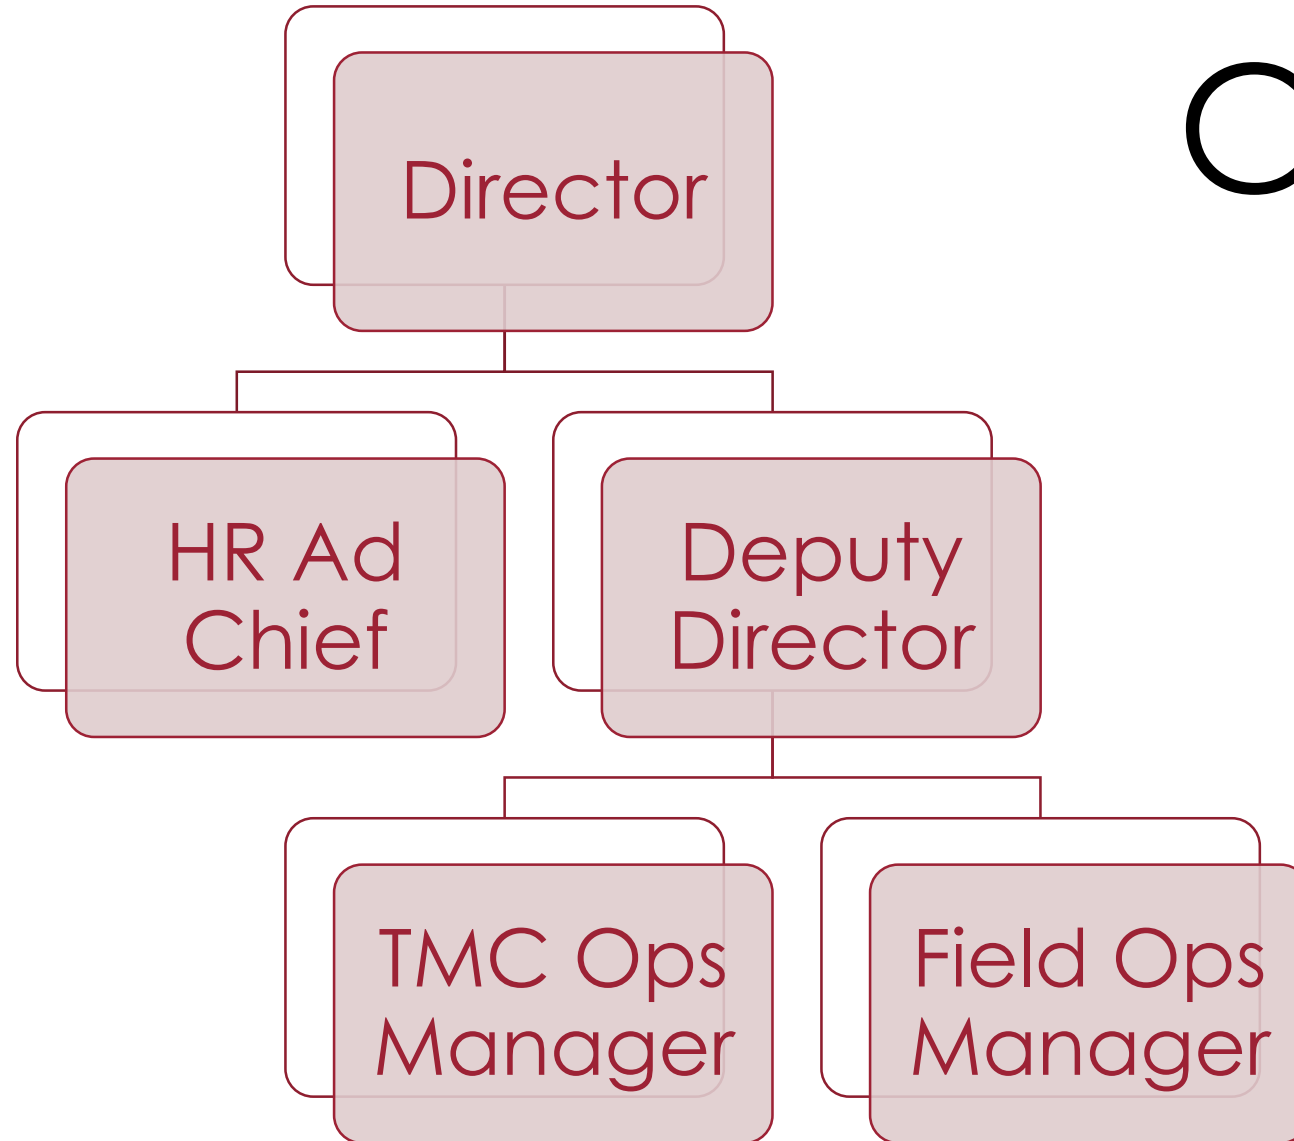 Director
HR Ad
Chief
Deputy
Director
TMC Ops
Manager
Field Ops
Manager